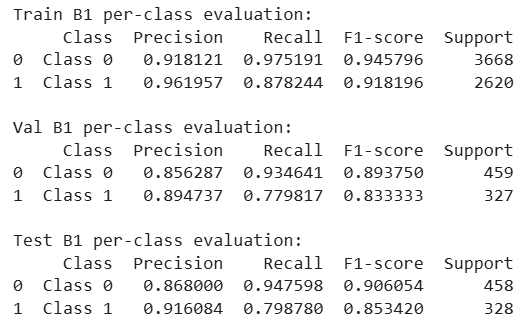 Train B1 per-class evaluation:
Class Precision Recall F1-score Support
0 Class 0 0.918121 0.975191 0.945796 3668
1 Class 1 0.961957 0.878244 0.918196 2620
Val B1 per-class evaluation:
Class Precision Recall F1-score Support
0 Class 0 0.856287 0.934641 0.893750 459
1 Class 1 0.894737 0.779817 0.833333 327
Test B1 per-class evaluation:
Class Precision Recall F1-score Support
0 Class 0 0.868000 0.947598 0.906054 458
1 Class 1 0.916084 0.798780 0.853420 328